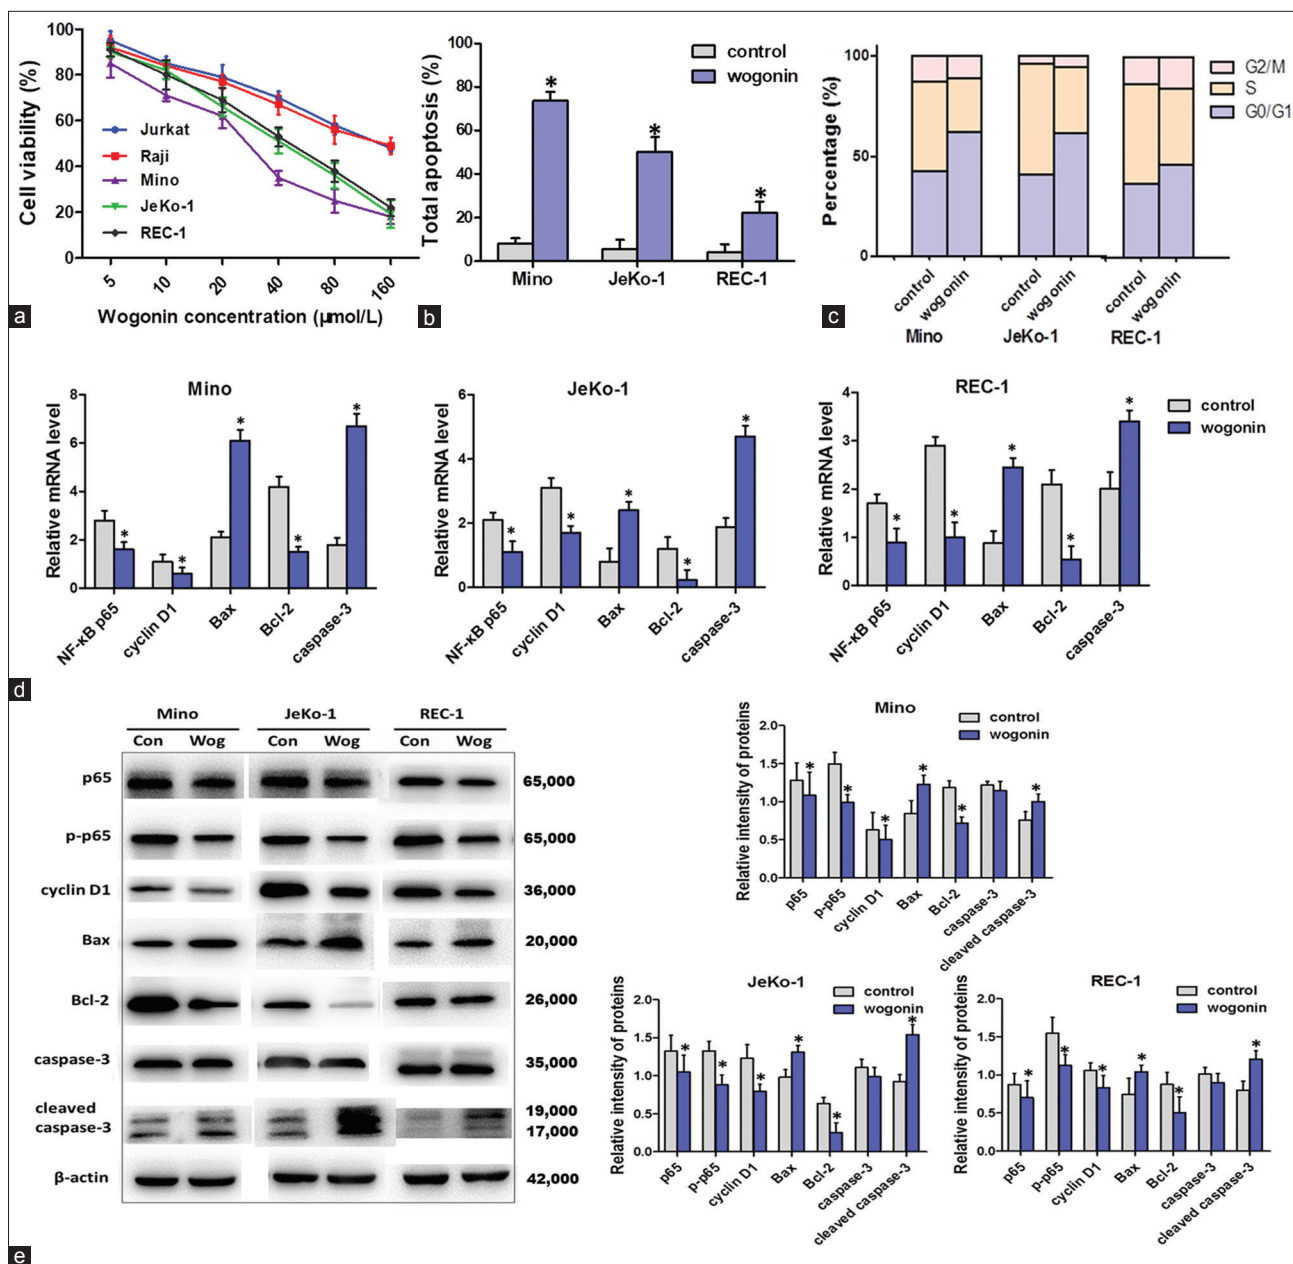 100
80
60
40
20
0
Cell viability (%)
Jurkat
Raji
Mino
JeKo-1
REC-1
5 10 20 40 80 160
Wogonin concentration (µmol/L)
a
100
80
60
40
20
0
Total apoptosis (%)
control
wogonin
* * *
Mino JeKo-1 REC-1
b
100
50
0
Percentage (%)
G2/M
S
G0/G1
control wogonin control wogonin control wogonin
Mino JeKo-1 REC-1
c
Mino
8
6
4
2
0
Relative mRNA level
* * * * *
NF-κB p65 cyclin D1 Bax Bcl-2 caspase-3
JeKo-1
6
4
2
0
Relative mRNA level
* * * * *
NF-κB p65 cyclin D1 Bax Bcl-2 caspase-3
REC-1
4
3
2
1
0
Relative mRNA level
* * * * *
NF-κB p65 cyclin D1 Bax Bcl-2 caspase-3
control
wogonin
d
Mino JeKo-1 REC-1
Con Wog Con Wog Con Wog
p65 65,000
p-p65 65,000
cyclin D1 36,000
Bax 20,000
Bcl-2 26,000
caspase-3 35,000
cleaved 19,000
caspase-3 17,000
β-actin 42,000
Mino
2.0
1.5
1.0
0.5
0.0
Relative intensity of proteins
control
wogonin
* * * * * *
p65 p-p65 cyclin D1 Bax Bcl-2 caspase-3 cleaved caspase-3
JeKo-1
2.0
1.5
1.0
0.5
0.0
Relative intensity of proteins
control
wogonin
* * * * * *
p65 p-p65 cyclin D1 Bax Bcl-2 caspase-3 cleaved caspase-3
REC-1
2.0
1.5
1.0
0.5
0.0
Relative intensity of proteins
control
wogonin
* * * * * *
p65 p-p65 cyclin D1 Bax Bcl-2 caspase-3 cleaved caspase-3
e